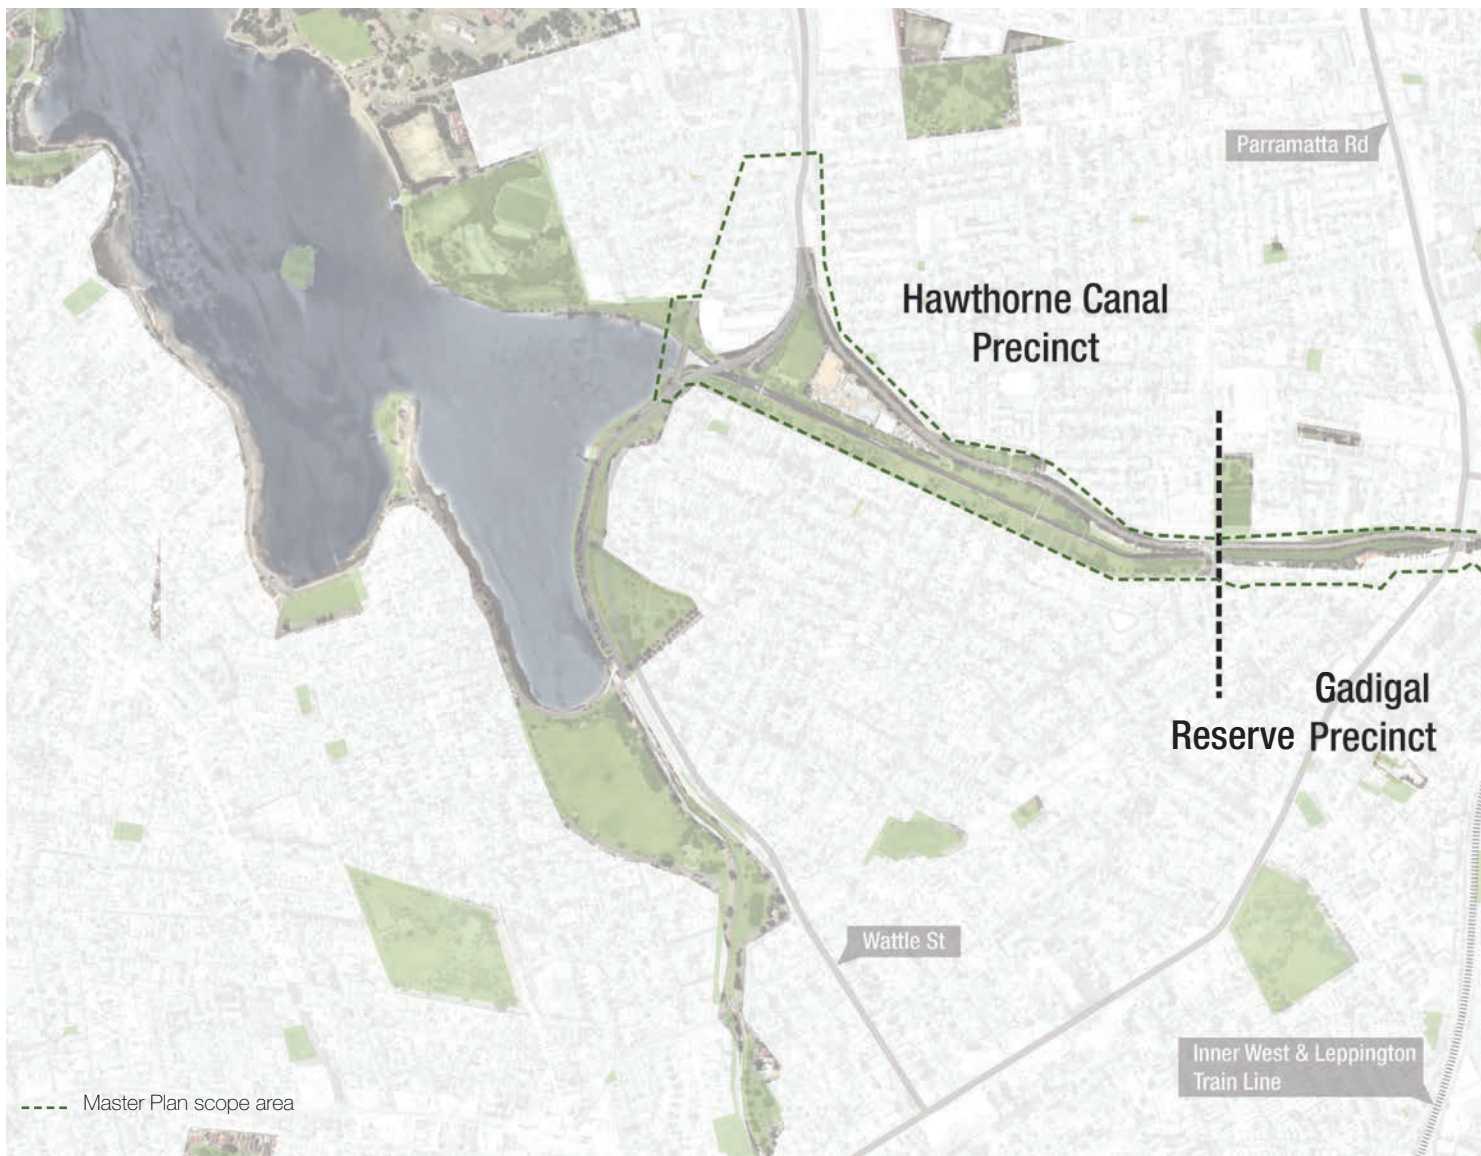 Parramatta Rd
Hawthorne Canal
Precinct
Gadigal
Reserve Precinct
Wattle St
Inner West & Leppington
Train Line
Master Plan scope area